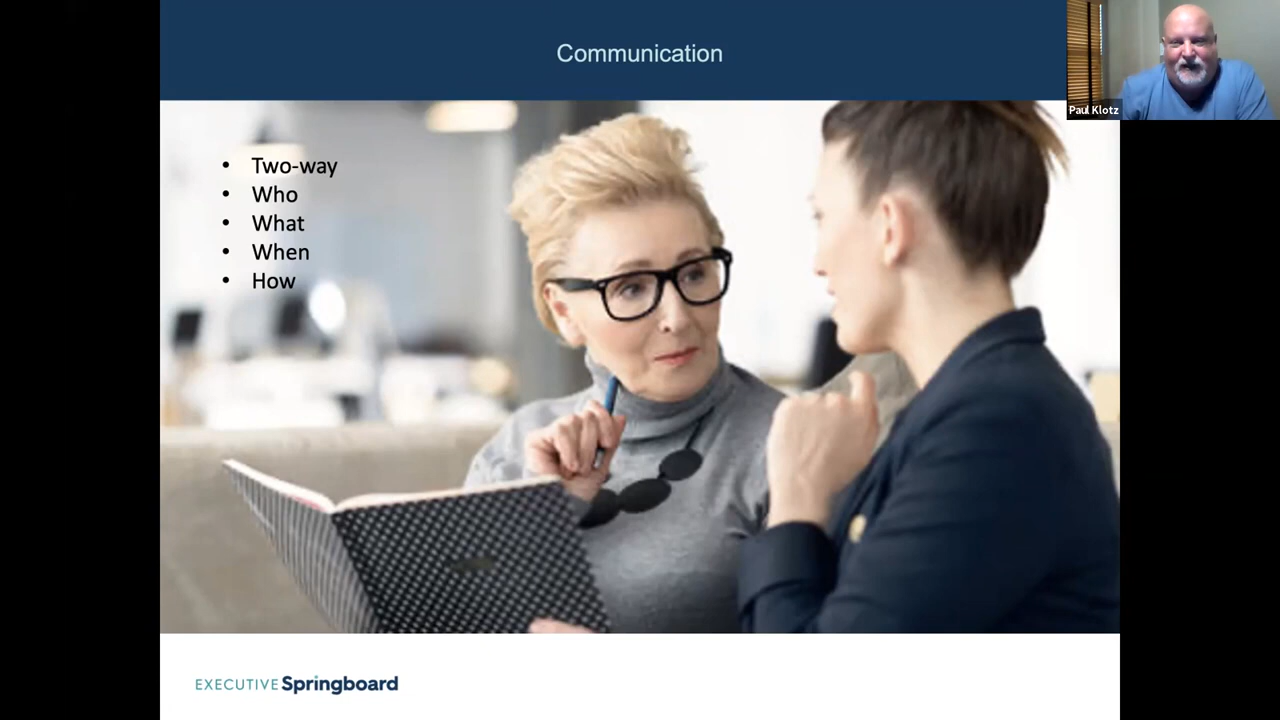 Communication
Paul Klotz
• Two-way
• Who
• What
• When
• How
EXECUTIVE Springboard